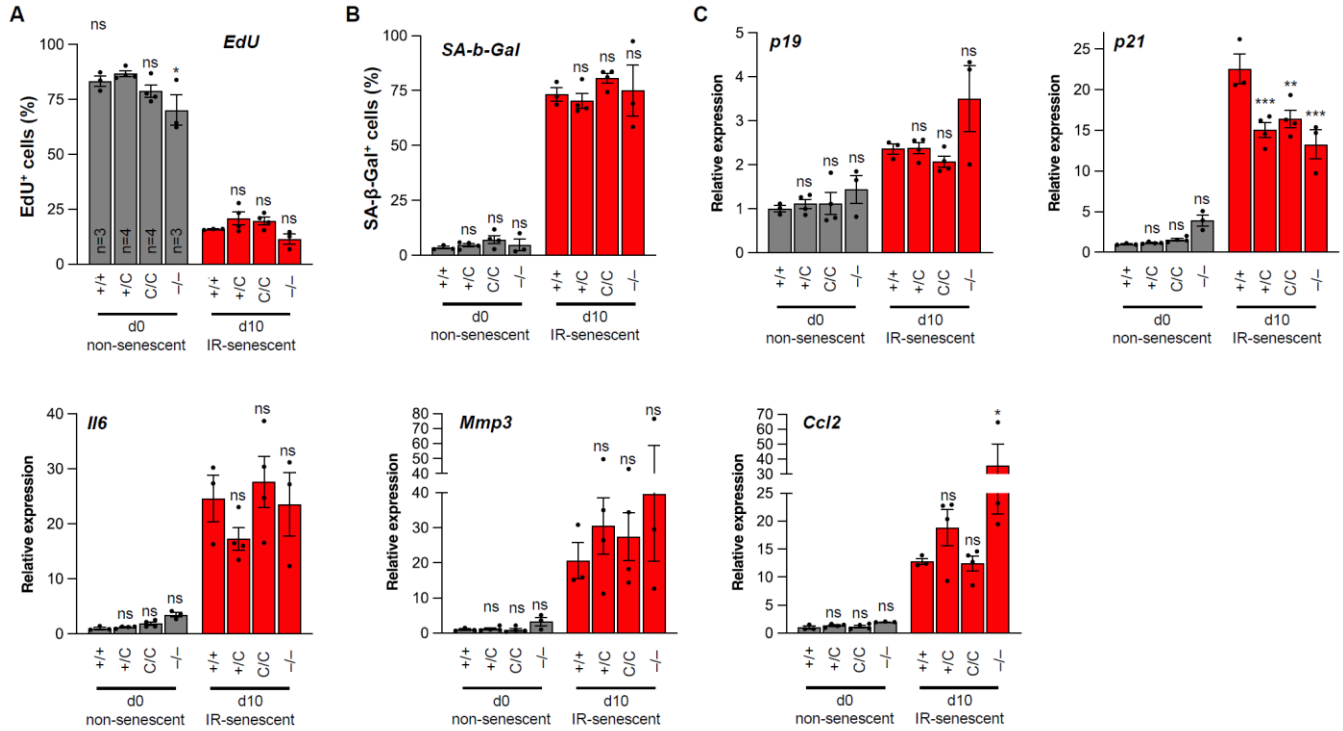 A
ns
EdU
EdU⁺ cells (%)
100
75
50
25
0
ns
*
ns
ns
ns
n=3
n=4
n=4
n=3
+/+
+/C
C/C
–/–
+/+
+/C
C/C
–/–
d0
non-senescent
d10
IR-senescent
B
SA-b-Gal
SA-β-Gal⁺ cells (%)
100
75
50
25
0
ns
ns
ns
ns
ns
ns
+/+
+/C
C/C
–/–
+/+
+/C
C/C
–/–
d0
non-senescent
d10
IR-senescent
C
p19
Relative expression
5
4
3
2
1
0
ns
ns
ns
ns
ns
ns
+/+
+/C
C/C
–/–
+/+
+/C
C/C
–/–
d0
non-senescent
d10
IR-senescent
p21
Relative expression
25
20
15
10
5
0
ns
ns
ns
***
**
***
+/+
+/C
C/C
–/–
+/+
+/C
C/C
–/–
d0
non-senescent
d10
IR-senescent
Il6
Relative expression
40
30
20
10
0
ns
ns
ns
ns
ns
ns
+/+
+/C
C/C
–/–
+/+
+/C
C/C
–/–
d0
non-senescent
d10
IR-senescent
Mmp3
Relative expression
80
70
60
50
40
40
30
20
10
0
ns
ns
ns
ns
ns
ns
+/+
+/C
C/C
–/–
+/+
+/C
C/C
–/–
d0
non-senescent
d10
IR-senescent
Ccl2
Relative expression
70
60
50
40
30
25
20
15
10
5
0
ns
ns
ns
ns
ns
*
+/+
+/C
C/C
–/–
+/+
+/C
C/C
–/–
d0
non-senescent
d10
IR-senescent